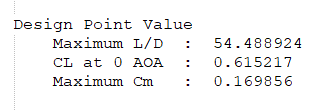 Design Point Value
Maximum L/D : 54.488924
CL at 0 AOA : 0.615217
Maximum Cm : 0.169856